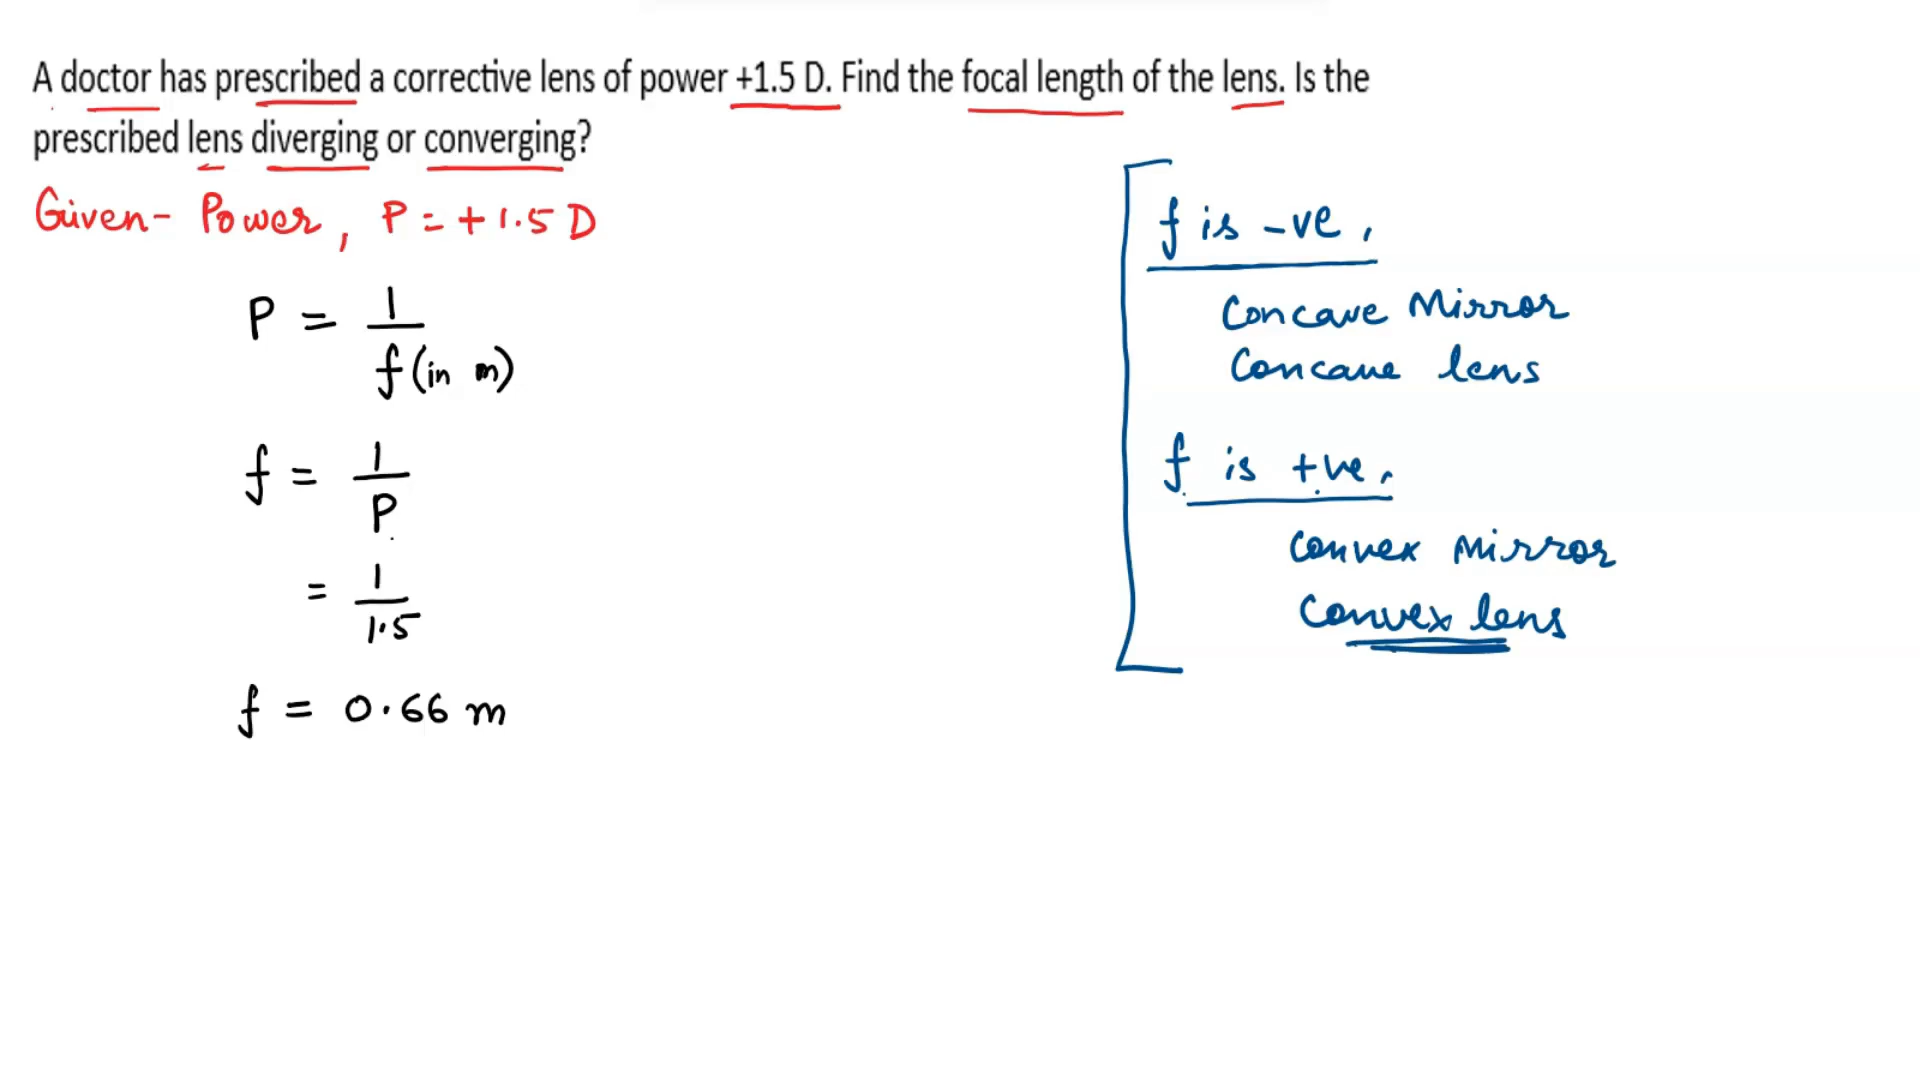 A doctor has prescribed a corrective lens of power +1.5 D. Find the focal length of the lens. Is the
prescribed lens diverging or converging?
Given- Power, P = +1.5 D
P = 1/f(in m)
f = 1/P
= 1/1.5
f = 0.66 m
f is -ve,
Concave Mirror
Concave lens
f is +ve,
Convex Mirror
Convex lens